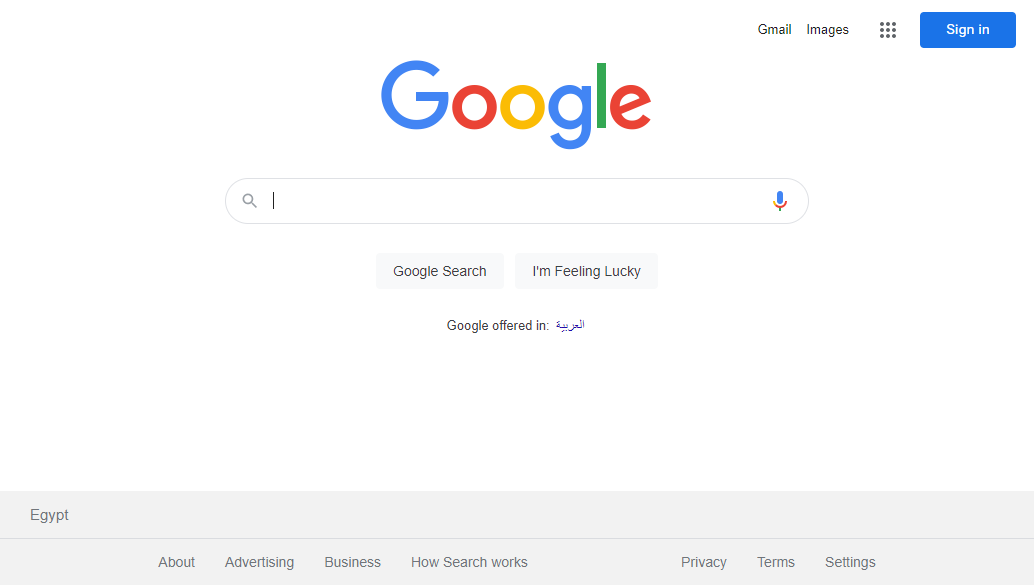 Gmail Images Sign in
Google
Google Search I'm Feeling Lucky
Google offered in: العربية
Egypt
About Advertising Business How Search works Privacy Terms Settings